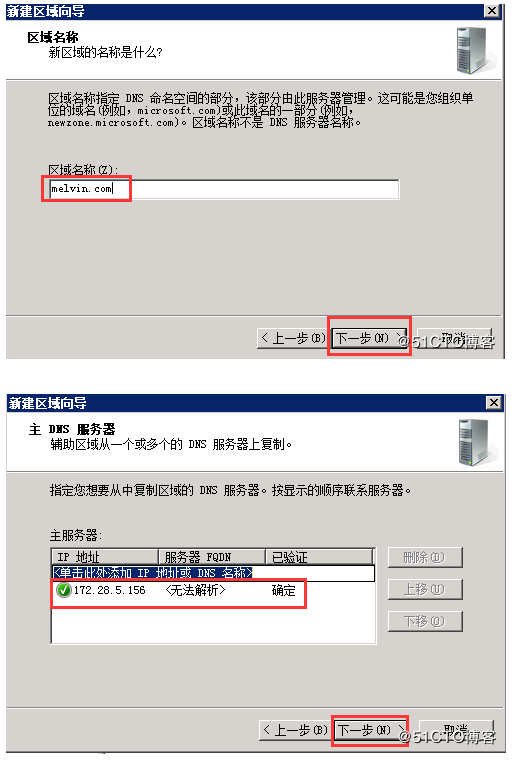 新建区域向导
区域名称
新区域的名称是什么?
区域名称指定 DNS 命名空间的部分，该部分由此服务器管理。这可能是您组织单
位的域名(例如，microsoft.com)或此域名的一部分(例如，
newzone.microsoft.com)。区域名称不是 DNS 服务器名称。
区域名称(Z):
melvin.com
< 上一步(B) 下一步(N) > 取消
@51CTO博客
新建区域向导
主 DNS 服务器
辅助区域从一个或多个的 DNS 服务器上复制。
指定您想要从中复制区域的 DNS 服务器。按显示的顺序联系服务器。
主服务器:
IP 地址 服务器 FQDN 已验证
<单击此处添加 IP 地址或 DNS 名称>
172.28.5.156 <无法解析> 确定
删除(D)
上移(U)
下移(U)
< 上一步(B) 下一步(N) > 取消
@51CTO博客